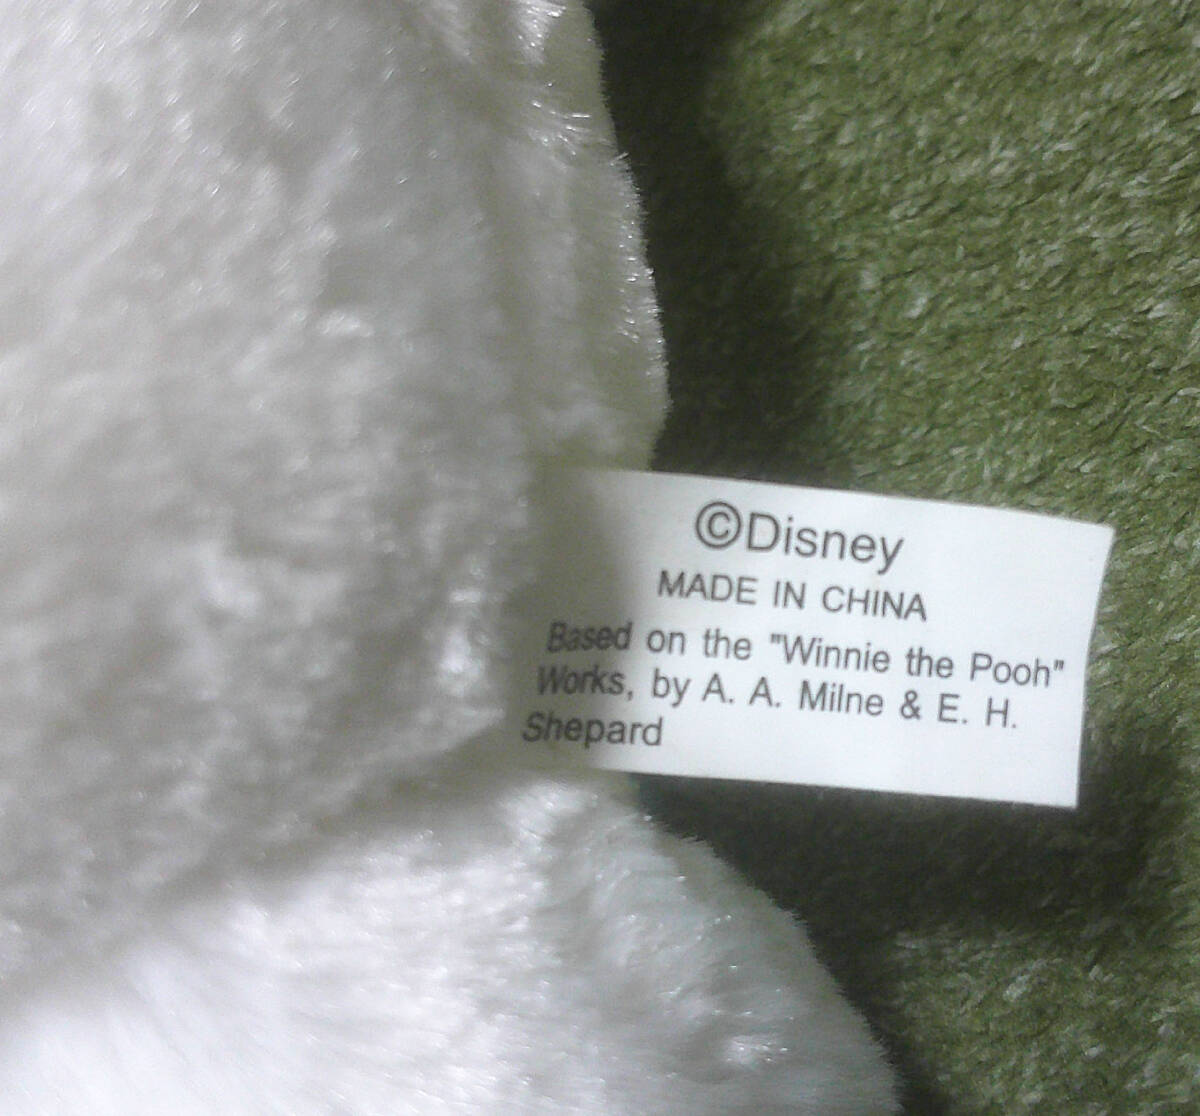 ©Disney
MADE IN CHINA
Based on the "Winnie the Pooh"
Works, by A. A. Milne & E. H.
Shepard